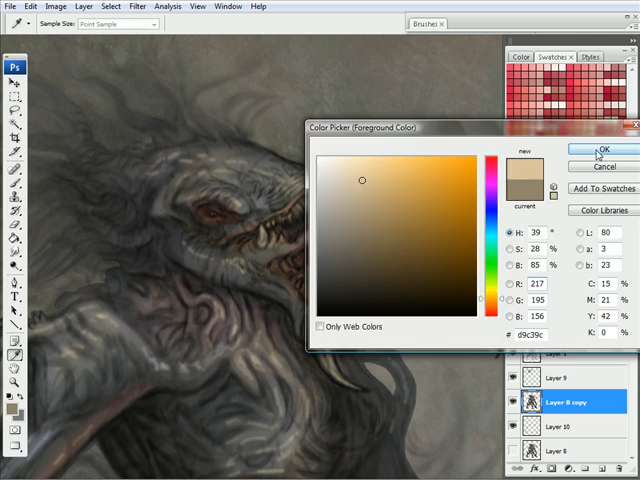 File Edit Image Layer Select Filter Analysis View Window Help
Sample Size: Point Sample
Brushes ×
Ps
Color Swatches × Styles
Color Picker (Foreground Color)
new
current
OK
Cancel
Add To Swatches
Color Libraries
H: 39 °
S: 28 %
B: 85 %
R: 217
G: 195
B: 156
# d9c39c
L: 80
a: 3
b: 23
C: 15 %
M: 21 %
Y: 42 %
K: 0 %
Only Web Colors
Layer 9
Layer 8 copy
Layer 10
Layer 8